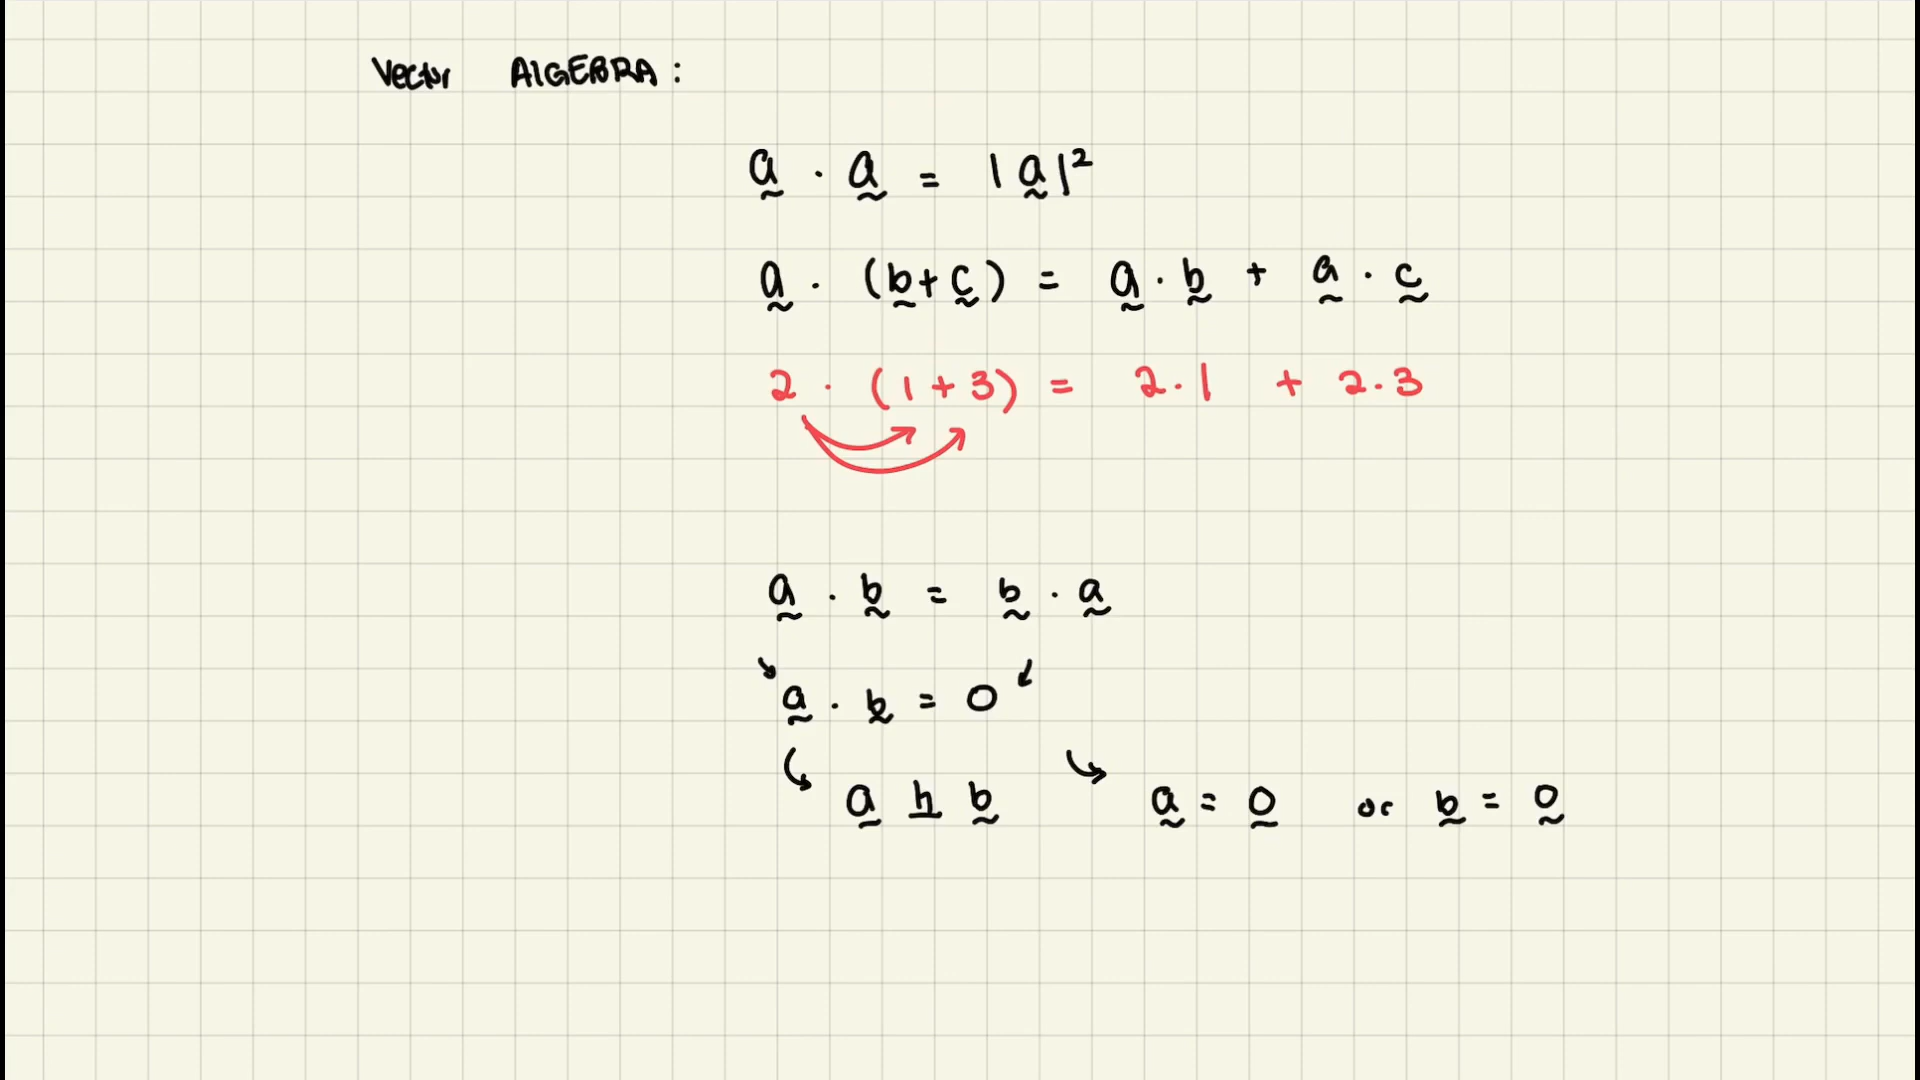 Vector ALGEBRA:
a · a = |a|²
a · (b+c) = a · b + a · c
2 · (1+3) = 2·1 + 2·3
a · b = b · a
a · b = 0
a ⊥ b a = 0 or b = 0